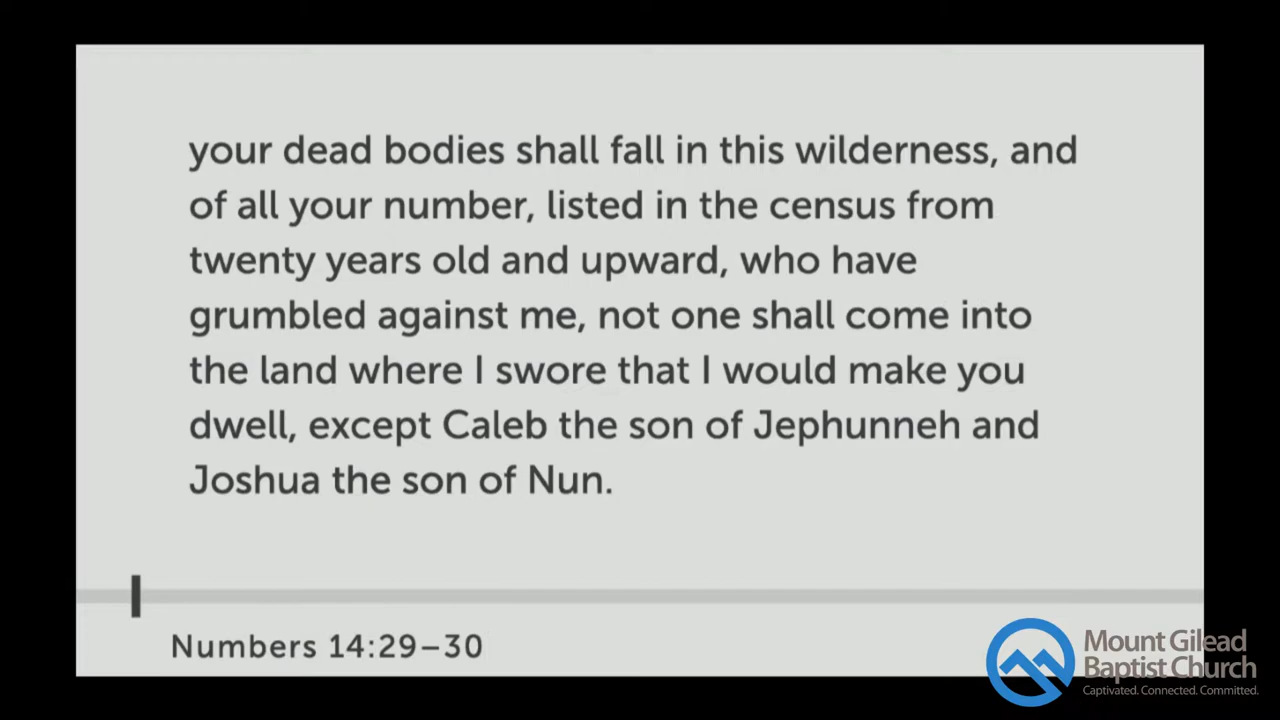 your dead bodies shall fall in this wilderness, and
of all your number, listed in the census from
twenty years old and upward, who have
grumbled against me, not one shall come into
the land where I swore that I would make you
dwell, except Caleb the son of Jephunneh and
Joshua the son of Nun.
Numbers 14:29–30
Mount Gilead
Baptist Church
Captivated. Connected. Committed.